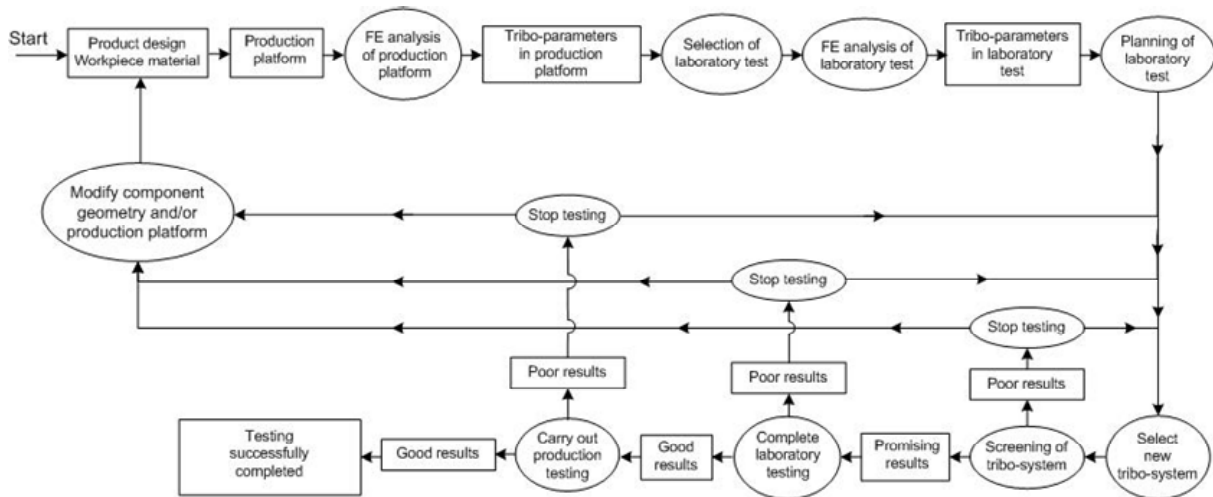 Start
Product design
Workpiece material
Production
platform
FE analysis
of production
platform
Tribo-parameters
in production
platform
Selection of
laboratory test
FE analysis of
laboratory test
Tribo-parameters
in laboratory
test
Planning of
laboratory
test
Modify component
geometry and/or
production platform
Stop testing
Stop testing
Stop testing
Poor results
Poor results
Poor results
Testing
successfully
completed
Good results
Carry out
production
testing
Good
results
Complete
laboratory
testing
Promising
results
Screening of
tribo-system
Select
new
tribo-system